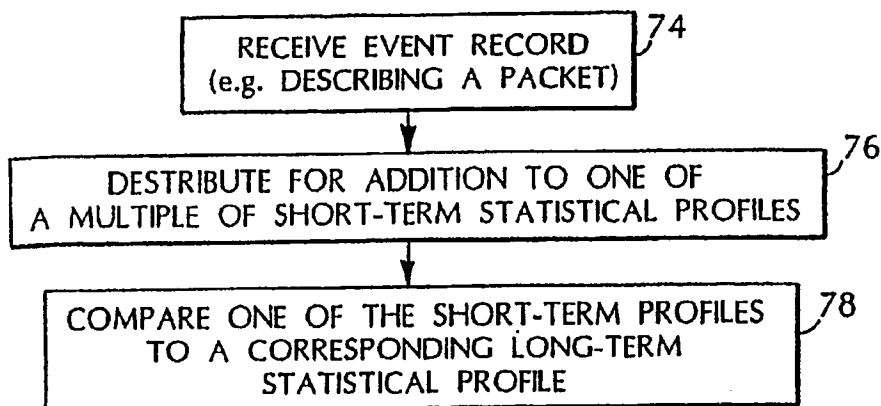 RECEIVE EVENT RECORD
(e.g. DESCRIBING A PACKET)
74
DESTRIBUTE FOR ADDITION TO ONE OF
A MULTIPLE OF SHORT-TERM STATISTICAL PROFILES
76
COMPARE ONE OF THE SHORT-TERM PROFILES
TO A CORRESPONDING LONG-TERM
STATISTICAL PROFILE
78